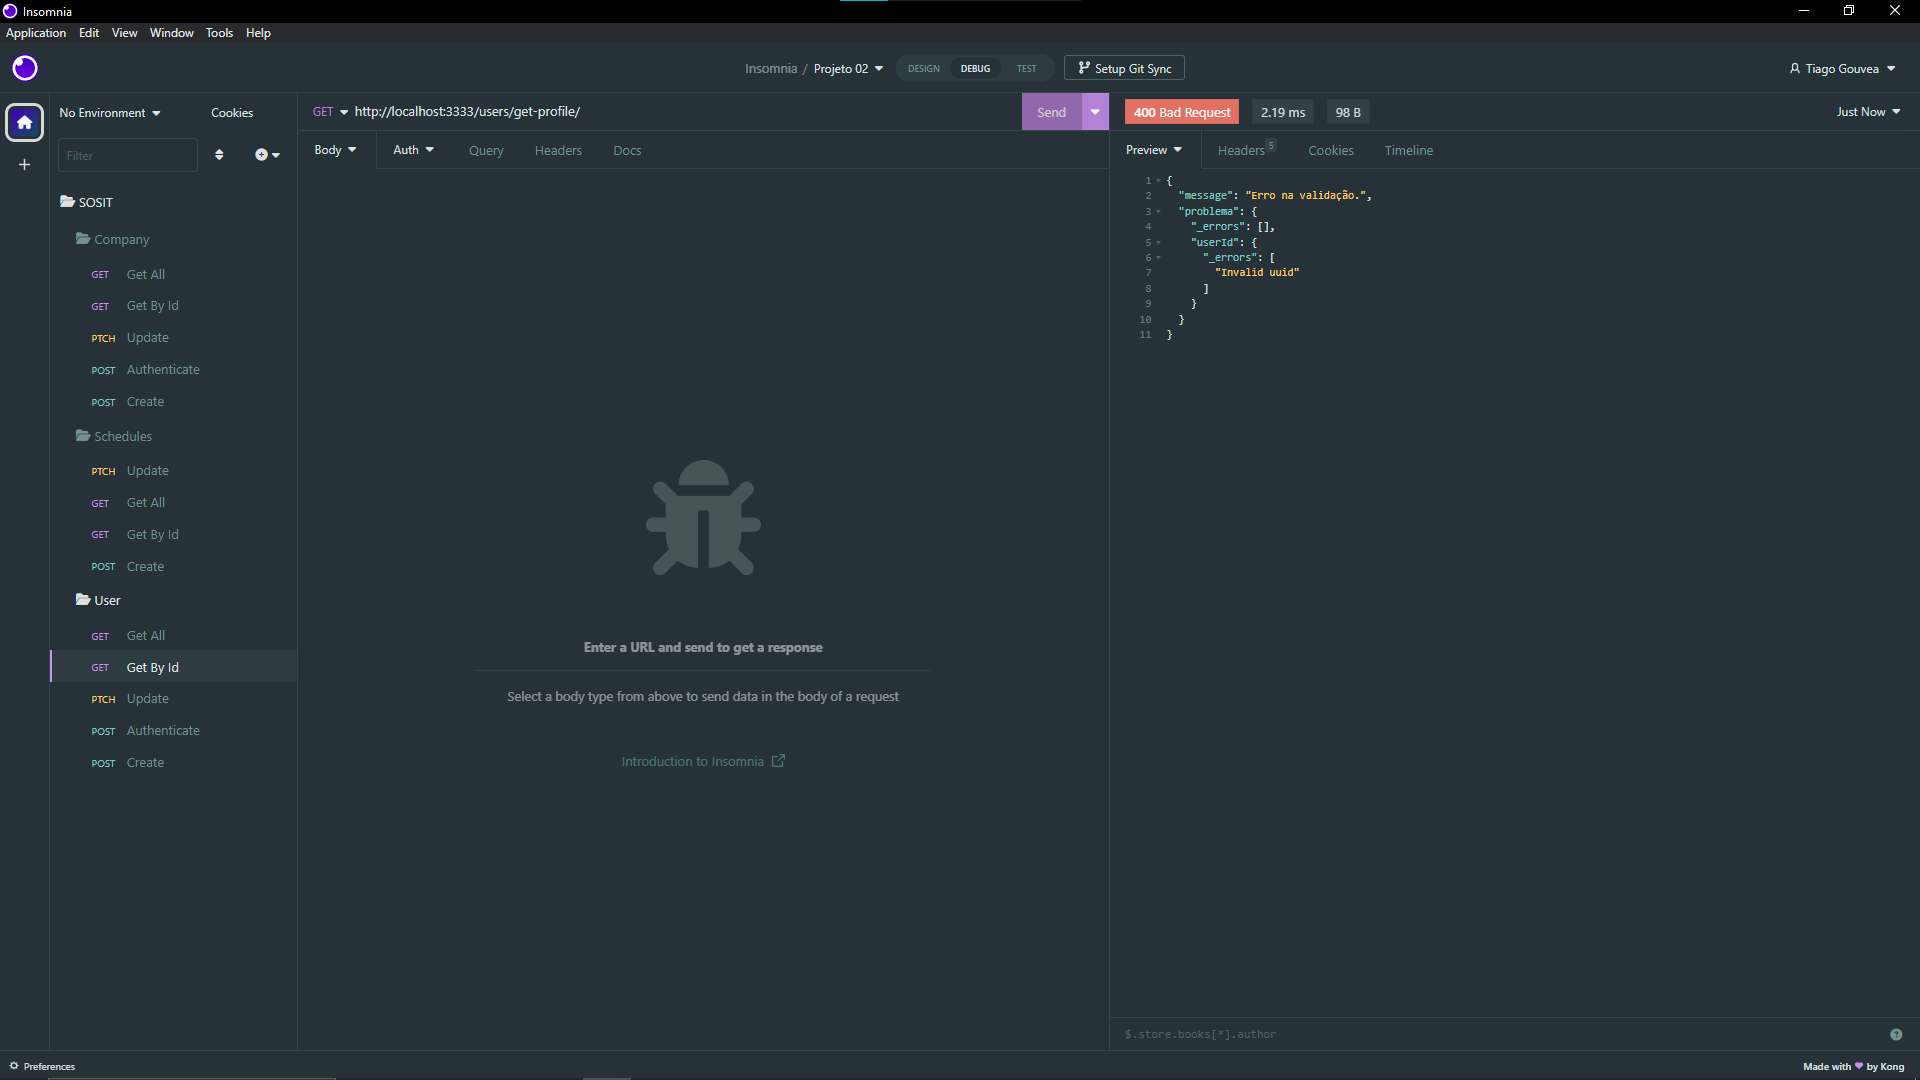 Insomnia
Application Edit View Window Tools Help
Insomnia / Projeto 02 DESIGN DEBUG TEST Setup Git Sync Tiago Gouvea
No Environment Cookies
Filter
SOSIT
Company
GET Get All
GET Get By Id
PTCH Update
POST Authenticate
POST Create
Schedules
PTCH Update
GET Get All
GET Get By Id
POST Create
User
GET Get All
GET Get By Id
PTCH Update
POST Authenticate
POST Create
GET http://localhost:3333/users/get-profile/ Send
Body Auth Query Headers Docs
Enter a URL and send to get a response
Select a body type from above to send data in the body of a request
Introduction to Insomnia
400 Bad Request 2.19 ms 98 B Just Now
Preview Headers 5 Cookies Timeline
1 {
2 "message": "Erro na validação.",
3 "problema": {
4 "_errors": [],
5 "userId": {
6 "_errors": [
7 "Invalid uuid"
8 ]
9 }
10 }
11 }
$.store.books[*].author
Preferences
Made with ♥ by Kong